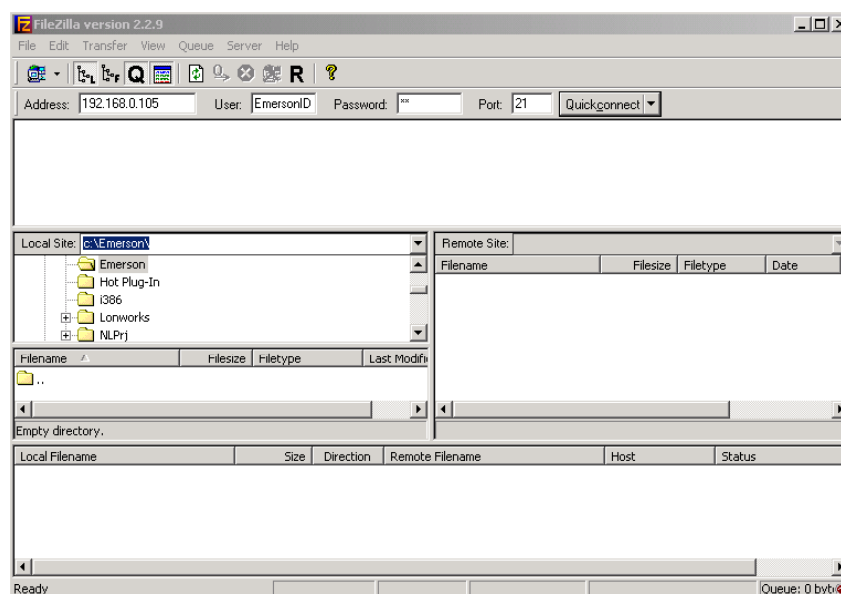 FileZilla version 2.2.9
File Edit Transfer View Queue Server Help
Address: 192.168.0.105 User: EmersonID Password: ** Port: 21 Quickconnect
Local Site: c:\Emerson\
Emerson
Hot Plug-In
i386
Lonworks
NLPrj
Filename Filesize Filetype Last Modifi
..
Empty directory.
Remote Site:
Filename Filesize Filetype Date
Local Filename Size Direction Remote Filename Host Status
Ready Queue: 0 byt